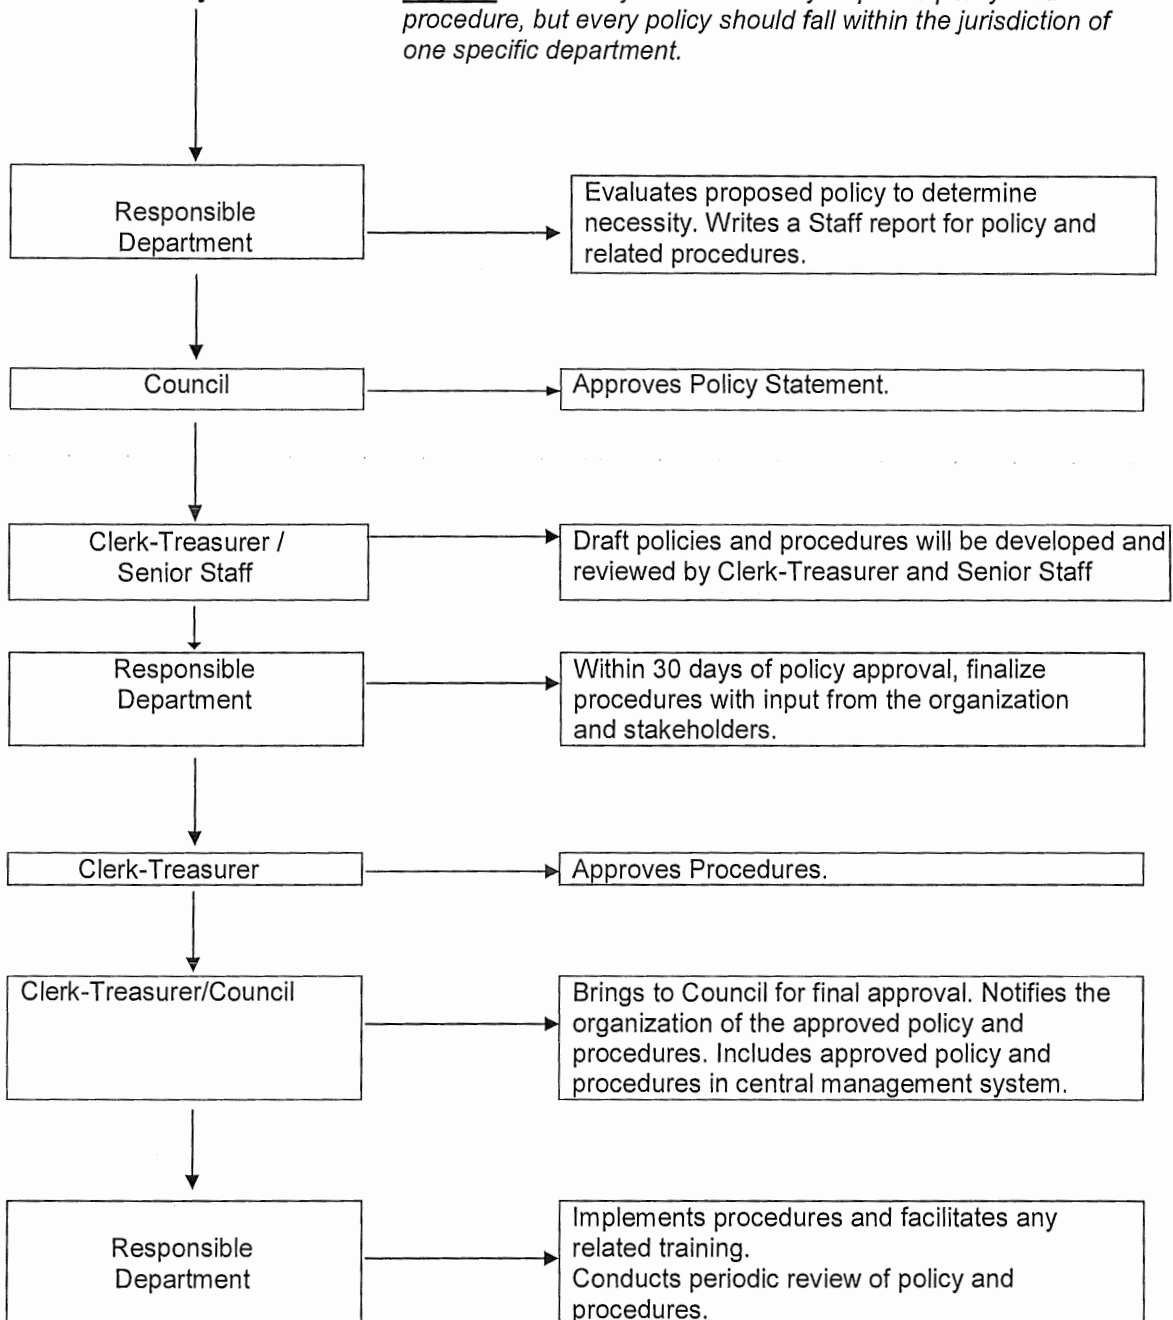 procedure, but every policy should fall within the jurisdiction of
one specific department.
Responsible
Department
Evaluates proposed policy to determine
necessity. Writes a Staff report for policy and
related procedures.
Council
Approves Policy Statement.
Clerk-Treasurer /
Senior Staff
Draft policies and procedures will be developed and
reviewed by Clerk-Treasurer and Senior Staff
Responsible
Department
Within 30 days of policy approval, finalize
procedures with input from the organization
and stakeholders.
Clerk-Treasurer
Approves Procedures.
Clerk-Treasurer/Council
Brings to Council for final approval. Notifies the
organization of the approved policy and
procedures. Includes approved policy and
procedures in central management system.
Responsible
Department
Implements procedures and facilitates any
related training.
Conducts periodic review of policy and
procedures.